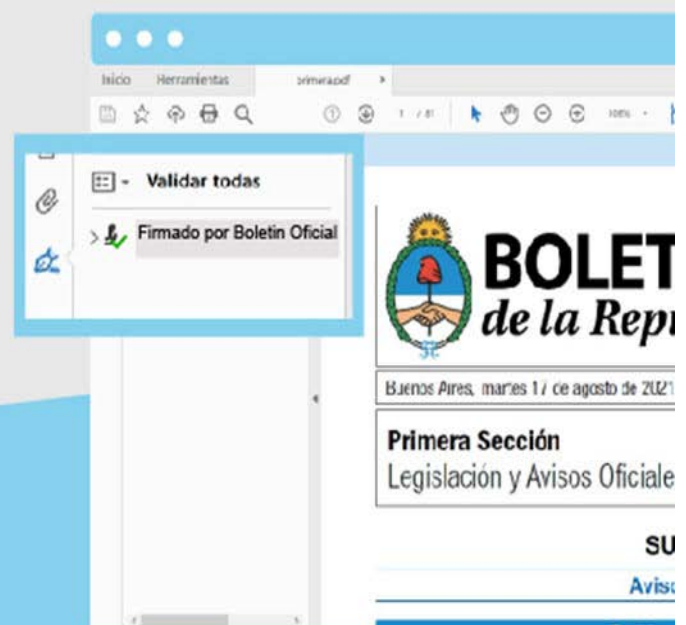 Inicio Herramientas primera.pdf
1 / 81
Validar todas
Firmado por Boletin Oficial
BOLET
de la Repu
Buenos Aires, martes 17 de agosto de 2021
Primera Sección
Legislación y Avisos Oficiale
SU
Aviso